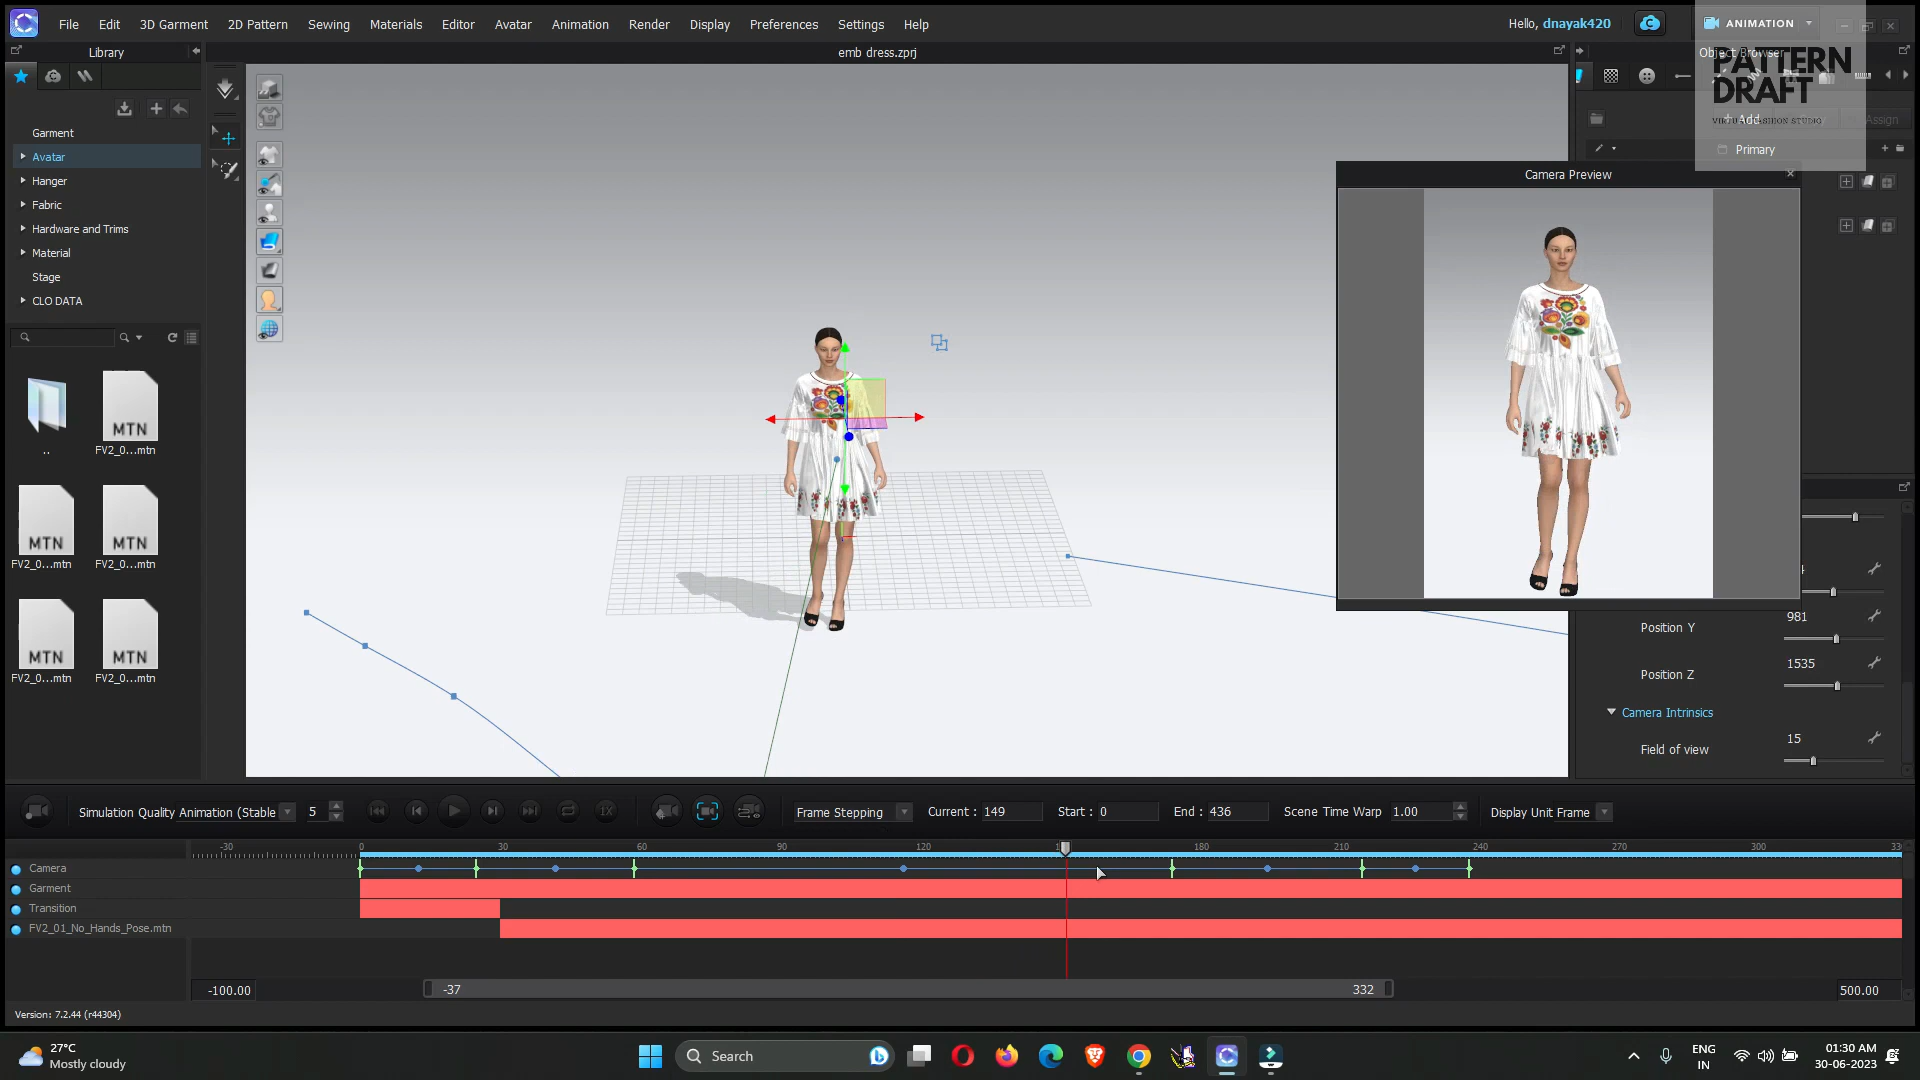 File Edit 3D Garment 2D Pattern Sewing Materials Editor Avatar Animation Render Display Preferences Settings Help
Hello, dnayak420
ANIMATION
Library
emb dress.zprj
Object Browser
PATTERN
DRAFT
VIRTUAL FASHION STUDIO
Add
Assign
Primary
Garment
Avatar
Hanger
Fabric
Hardware and Trims
Material
Stage
CLO DATA
Camera Preview
..
MTN
FV2_0...mtn
MTN
MTN
FV2_0...mtn
FV2_0...mtn
MTN
MTN
FV2_0...mtn
FV2_0...mtn
Position Y
981
Position Z
1535
Camera Intrinsics
Field of view
15
Simulation Quality Animation (Stable
5
1X
Frame Stepping
Current : 149
Start : 0
End : 436
Scene Time Warp 1.00
Display Unit Frame
-30 0 30 60 90 120 180 210 240 270 300
Camera
Garment
Transition
FV2_01_No_Hands_Pose.mtn
-100.00
-37
332
500.00
Version: 7.2.44 (r44304)
27°C
Mostly cloudy
Search
ENG
IN
01:30 AM
30-06-2023